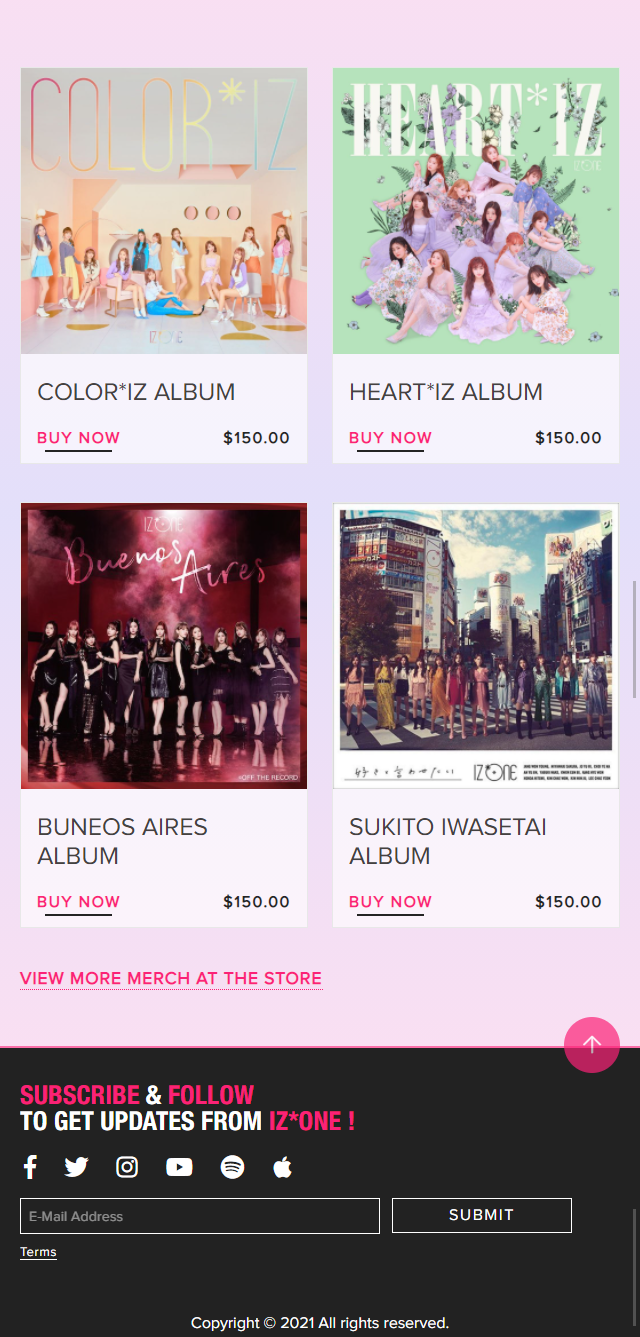 COLOR*IZ
IZ*ONE
HEART*IZ
IZ*ONE
COLOR*IZ ALBUM
BUY NOW $150.00
HEART*IZ ALBUM
BUY NOW $150.00
IZ*ONE
Buenos
Aires
+OFF THE RECORD
好きと言わせたい
IZ*ONE
BUNEOS AIRES
ALBUM
BUY NOW $150.00
SUKITO IWASETAI
ALBUM
BUY NOW $150.00
VIEW MORE MERCH AT THE STORE
SUBSCRIBE & FOLLOW
TO GET UPDATES FROM IZ*ONE !
E-Mail Address
SUBMIT
Terms
Copyright © 2021 All rights reserved.